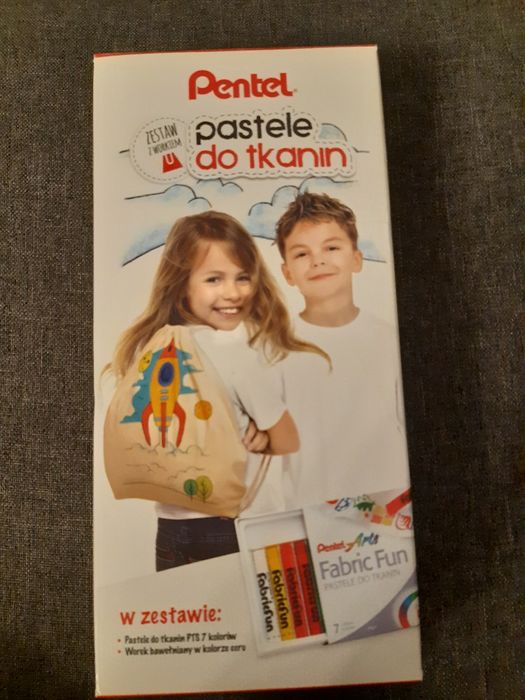 Pentel
ZESTAW
Z WORKIEM
pastele
do tkanin
Pentel Arts
Fabric Fun
PASTELE DO TKANIN
7
FabricFun
FabricFun
FabricFun
w zestawie:
• Pastele do tkanin PTS 7 kolorów
• Worek bawełniany w kolorze ecru